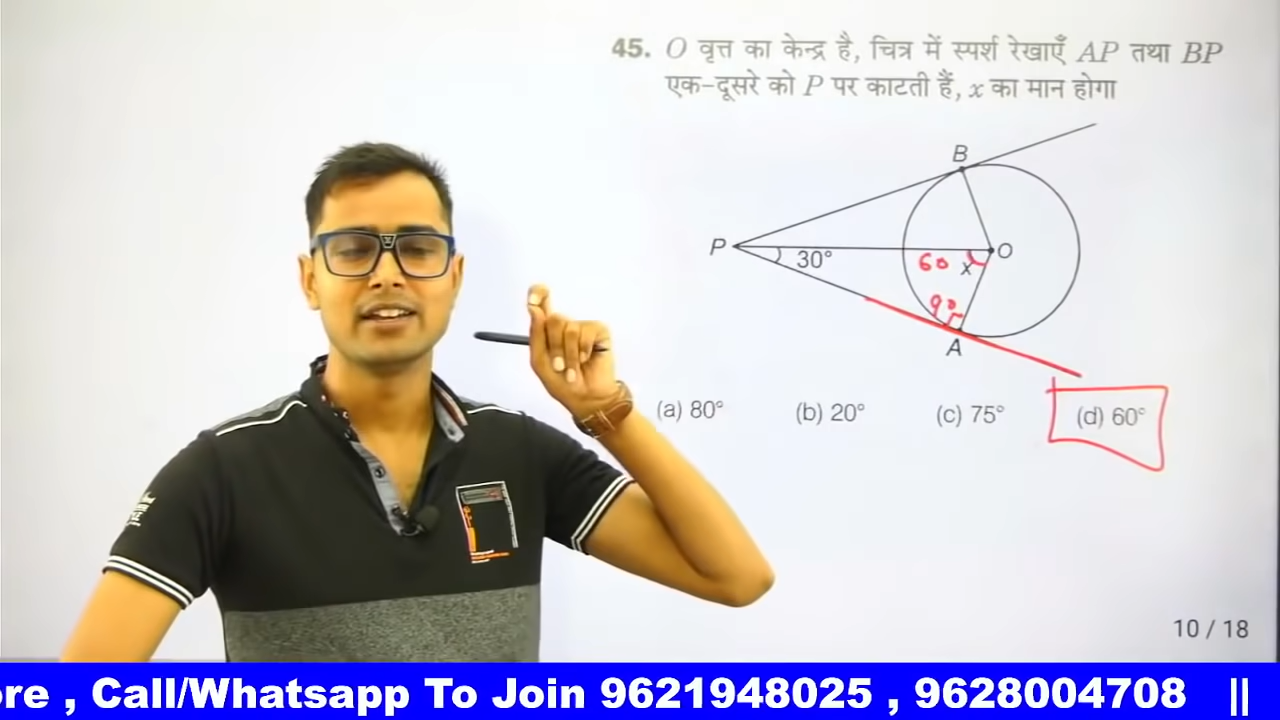 45. O वृत्त का केन्द्र है, चित्र में स्पर्श रेखाएँ AP तथा BP
एक-दूसरे को P पर काटती हैं, x का मान होगा
B
P
30°
60
x
O
90
A
(a) 80°
(b) 20°
(c) 75°
(d) 60°
10 / 18
ore , Call/Whatsapp To Join 9621948025 , 9628004708 ||